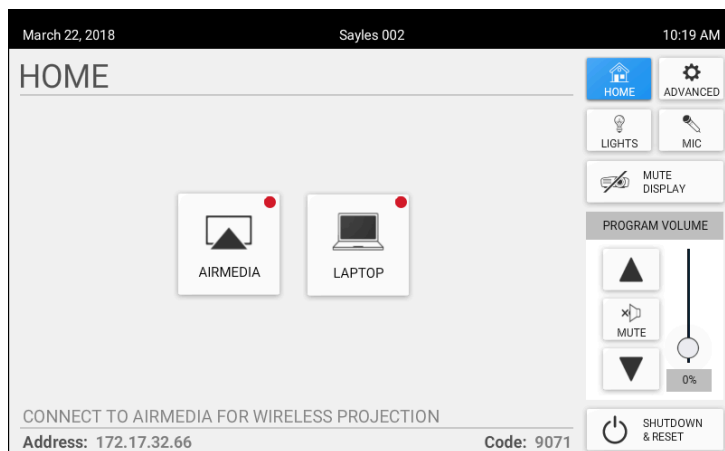 March 22, 2018 Sayles 002 10:19 AM
HOME
HOME ADVANCED
LIGHTS MIC
MUTE
DISPLAY
PROGRAM VOLUME
AIRMEDIA LAPTOP
MUTE
0%
CONNECT TO AIRMEDIA FOR WIRELESS PROJECTION
Address: 172.17.32.66 Code: 9071
SHUTDOWN
& RESET